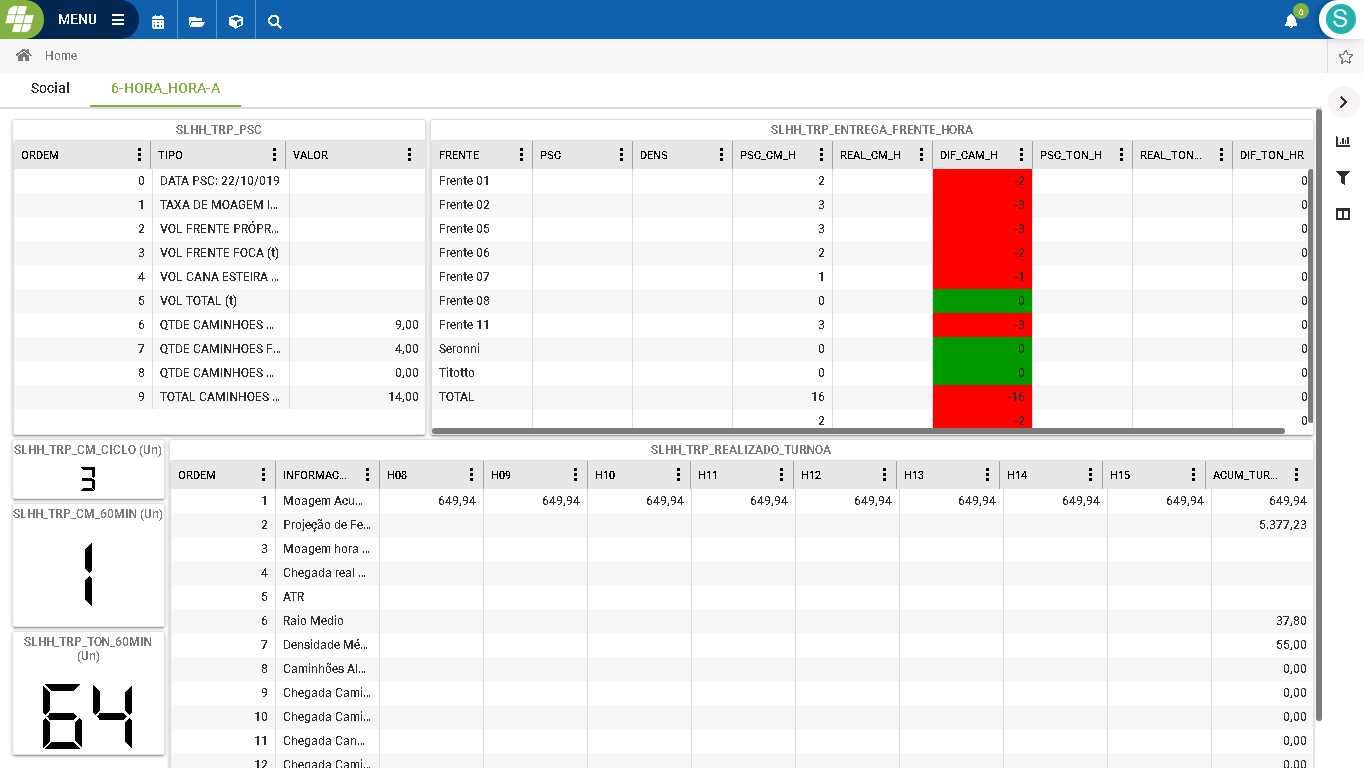 MENU
0
S
Home
Social 6-HORA_HORA-A
SLHH_TRP_PSC
ORDEM TIPO VALOR
0 DATA PSC: 22/10/019
1 TAXA DE MOAGEM I...
2 VOL FRENTE PRÓPR...
3 VOL FRENTE FOCA (t)
4 VOL CANA ESTEIRA ...
5 VOL TOTAL (t)
6 QTDE CAMINHOES ... 9,00
7 QTDE CAMINHOES F... 4,00
8 QTDE CAMINHOES ... 0,00
9 TOTAL CAMINHOES ... 14,00
SLHH_TRP_ENTREGA_FRENTE_HORA
FRENTE PSC DENS PSC_CM_H REAL_CM_H DIF_CAM_H PSC_TON_H REAL_TON... DIF_TON_HR
Frente 01 2 -2 0
Frente 02 3 -3 0
Frente 05 3 -3 0
Frente 06 2 -2 0
Frente 07 1 -1 0
Frente 08 0 0 0
Frente 11 3 -3 0
Seronni 0 0 0
Titotto 0 0 0
TOTAL 16 -16 0
2 -2 0
SLHH_TRP_CM_CICLO (Un)
3
SLHH_TRP_CM_60MIN (Un)
1
SLHH_TRP_TON_60MIN
(Un)
64
SLHH_TRP_REALIZADO_TURNOA
ORDEM INFORMAC... H08 H09 H10 H11 H12 H13 H14 H15 AGUM_TUR...
1 Moagem Acu... 649,94 649,94 649,94 649,94 649,94 649,94 649,94 649,94 649,94
2 Projeção de Fe... 5.377,23
3 Moagem hora ...
4 Chegada real ...
5 ATR
6 Raio Medio 37,80
7 Densidade Mé... 55,00
8 Caminhões Al... 0,00
9 Chegada Cami... 0,00
10 Chegada Cami... 0,00
11 Chegada Can... 0,00
12 Chegada Cami... 0,00